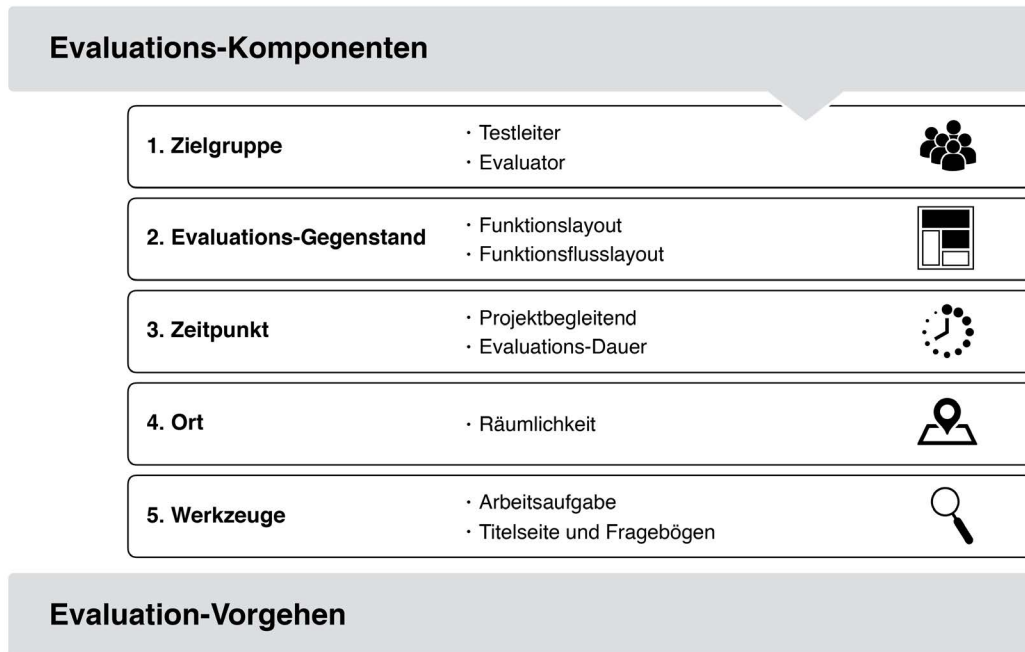 Evaluations-Komponenten
1. Zielgruppe
· Testleiter
· Evaluator
2. Evaluations-Gegenstand
· Funktionslayout
· Funktionsflusslayout
3. Zeitpunkt
· Projektbegleitend
· Evaluations-Dauer
4. Ort
· Räumlichkeit
5. Werkzeuge
· Arbeitsaufgabe
· Titelseite und Fragebögen
Evaluation-Vorgehen